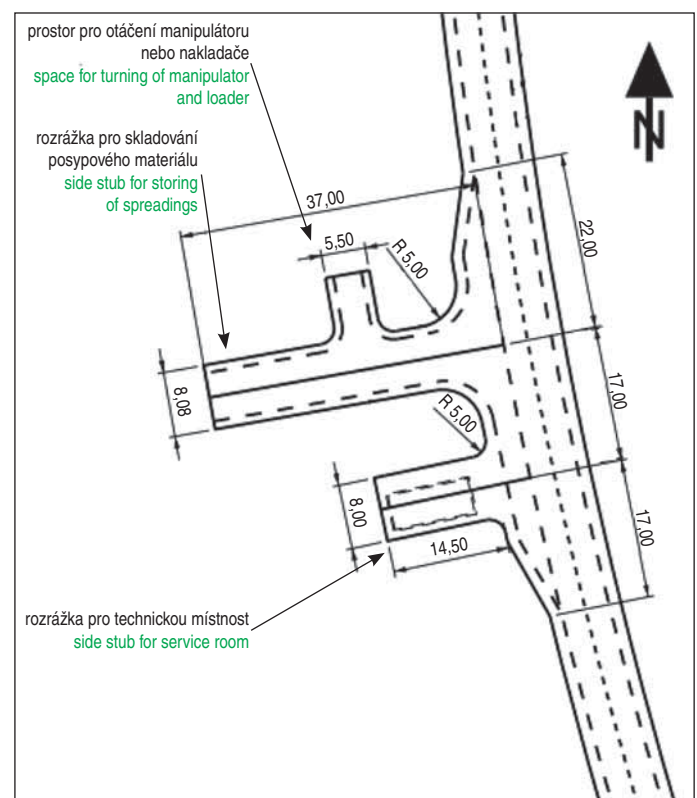 prostor pro otáčení manipulátoru
nebo nakladače
space for turning of manipulator
and loader
rozrážka pro skladování
posypového materiálu
side stub for storing
of spreadings
37,00
5,50
R 5,00
22,00
N
8,08
17,00
R 5,00
8,00
14,50
17,00
rozrážka pro technickou místnost
side stub for service room